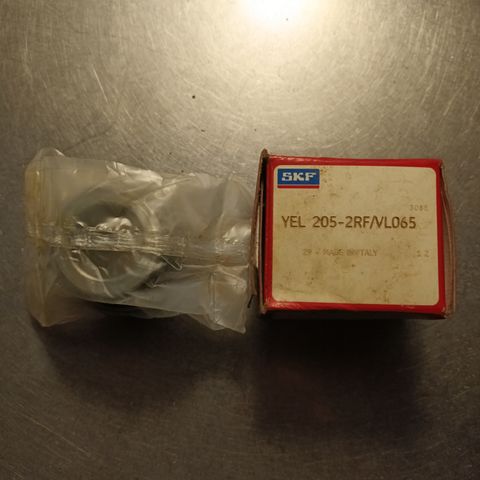 SKF
YEL 205-2RF/VL065
MADE IN ITALY